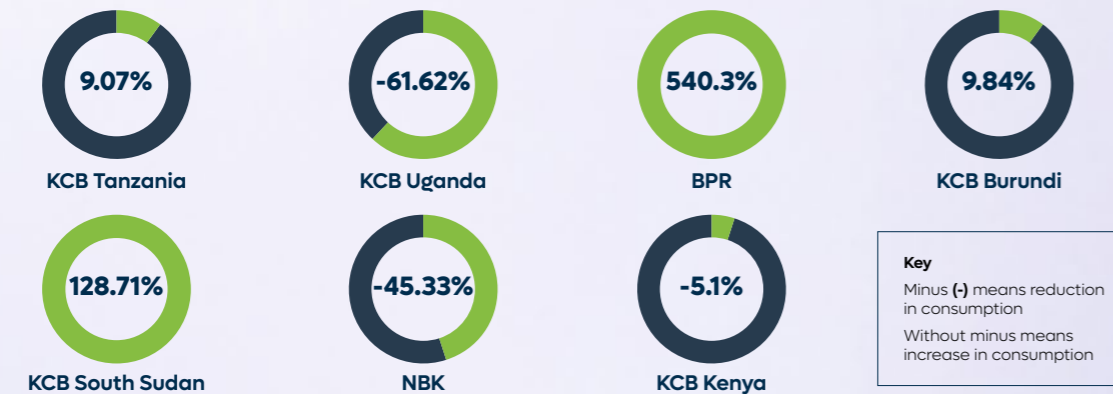 9.07%
KCB Tanzania
-61.62%
KCB Uganda
540.3%
BPR
9.84%
KCB Burundi
128.71%
KCB South Sudan
-45.33%
NBK
-5.1%
KCB Kenya
Key
Minus (-) means reduction
in consumption
Without minus means
increase in consumption